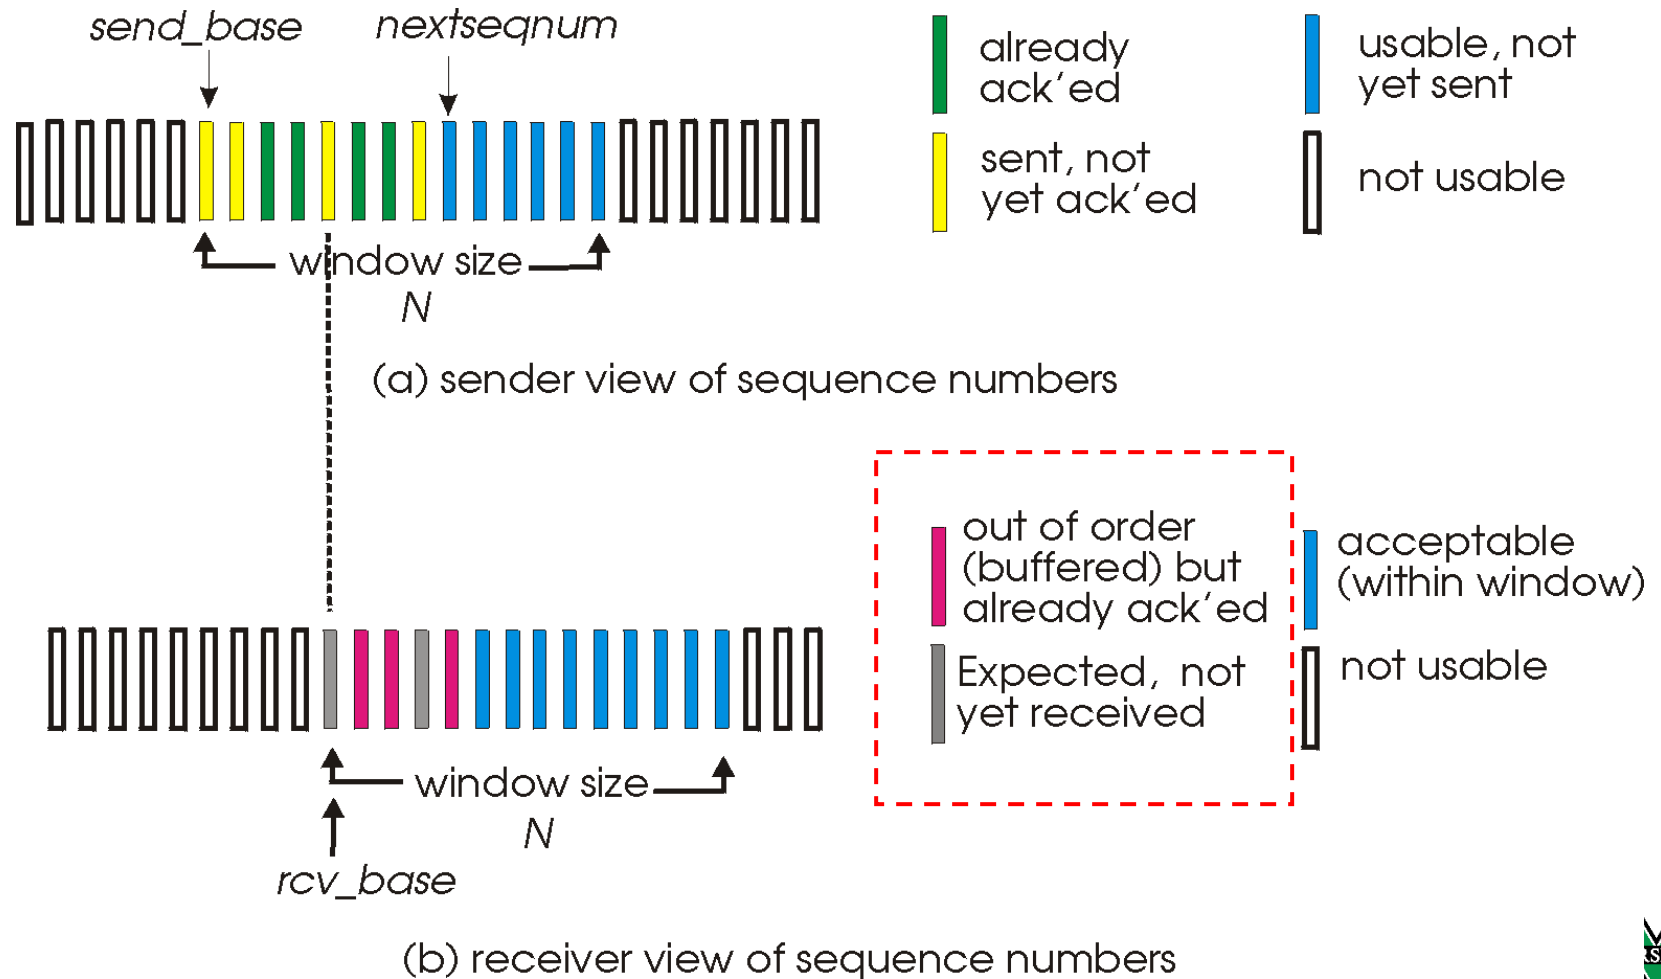 send_base
nextseqnum
already
ack'ed
usable, not
yet sent
sent, not
yet ack'ed
not usable
window size
N
(a) sender view of sequence numbers
out of order
(buffered) but
already ack'ed
acceptable
(within window)
Expected, not
yet received
not usable
window size
N
rcv_base
(b) receiver view of sequence numbers